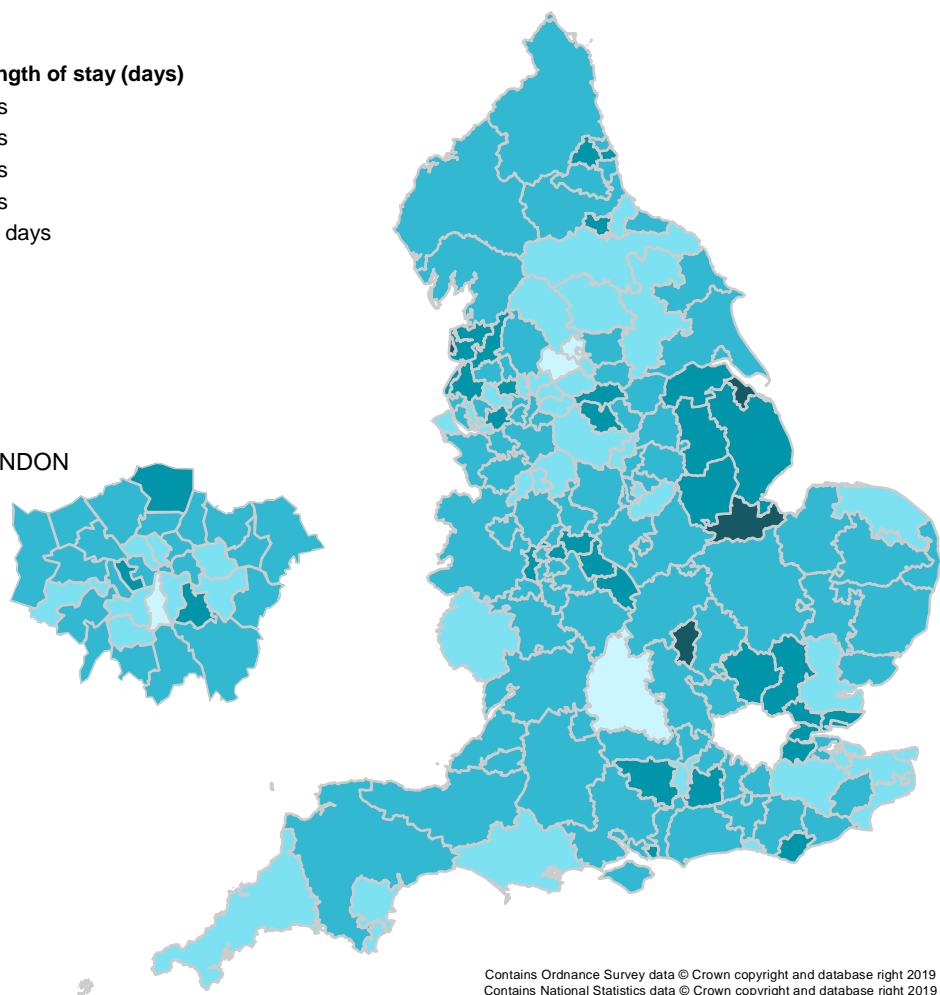 ngth of stay (days)
s
s
s
s
days
NDON
Contains Ordnance Survey data © Crown copyright and database right 2019
Contains National Statistics data © Crown copyright and database right 2019